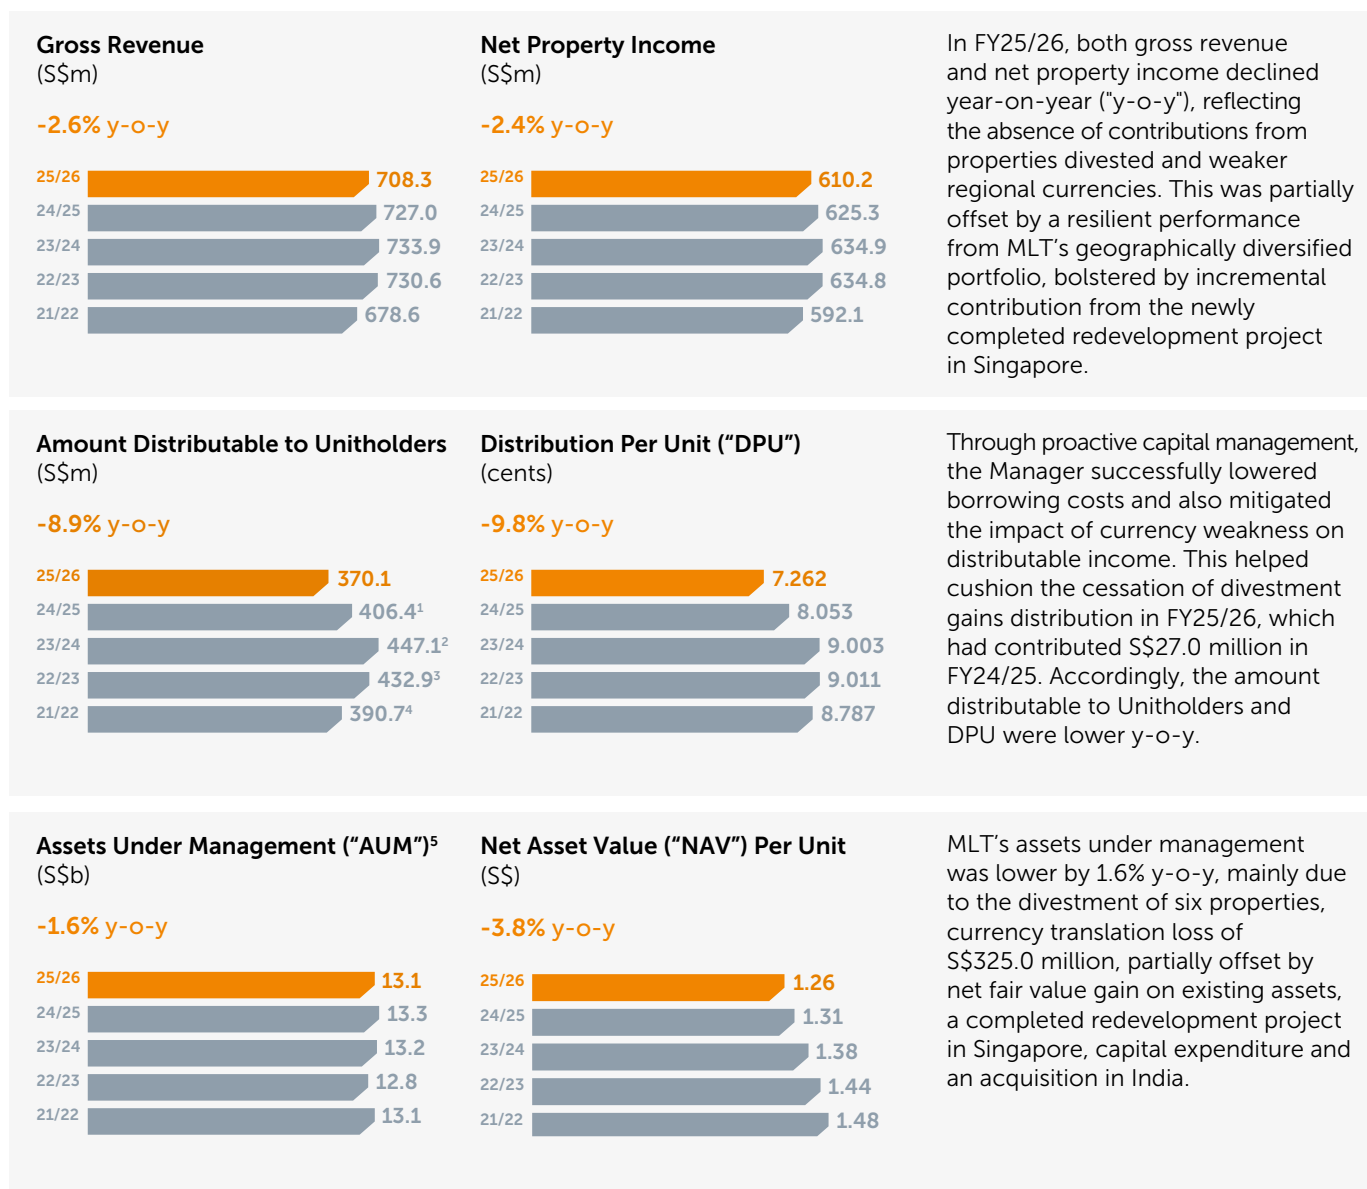 Gross Revenue
(S$m)
-2.6% y-o-y
25/26 708.3
24/25 727.0
23/24 733.9
22/23 730.6
21/22 678.6
Net Property Income
(S$m)
-2.4% y-o-y
25/26 610.2
24/25 625.3
23/24 634.9
22/23 634.8
21/22 592.1
In FY25/26, both gross revenue
and net property income declined
year-on-year ("y-o-y"), reflecting
the absence of contributions from
properties divested and weaker
regional currencies. This was partially
offset by a resilient performance
from MLT’s geographically diversified
portfolio, bolstered by incremental
contribution from the newly
completed redevelopment project
in Singapore.
Amount Distributable to Unitholders
(S$m)
-8.9% y-o-y
25/26 370.1
24/25 406.4¹
23/24 447.1²
22/23 432.9³
21/22 390.7⁴
Distribution Per Unit (“DPU”)
(cents)
-9.8% y-o-y
25/26 7.262
24/25 8.053
23/24 9.003
22/23 9.011
21/22 8.787
Through proactive capital management,
the Manager successfully lowered
borrowing costs and also mitigated
the impact of currency weakness on
distributable income. This helped
cushion the cessation of divestment
gains distribution in FY25/26, which
had contributed S$27.0 million in
FY24/25. Accordingly, the amount
distributable to Unitholders and
DPU were lower y-o-y.
Assets Under Management (“AUM”)⁵
(S$b)
-1.6% y-o-y
25/26 13.1
24/25 13.3
23/24 13.2
22/23 12.8
21/22 13.1
Net Asset Value (“NAV”) Per Unit
(S$)
-3.8% y-o-y
25/26 1.26
24/25 1.31
23/24 1.38
22/23 1.44
21/22 1.48
MLT’s assets under management
was lower by 1.6% y-o-y, mainly due
to the divestment of six properties,
currency translation loss of
S$325.0 million, partially offset by
net fair value gain on existing assets,
a completed redevelopment project
in Singapore, capital expenditure and
an acquisition in India.